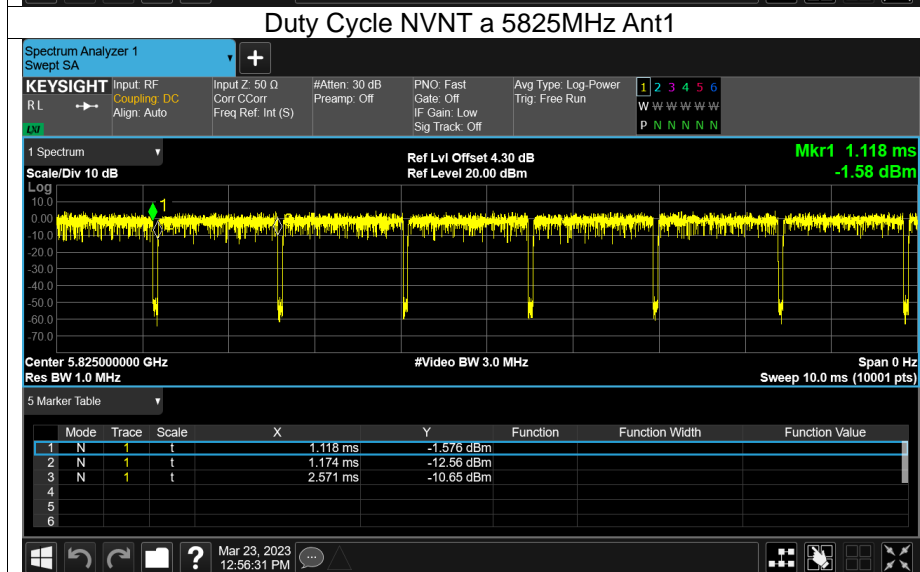 Duty Cycle NVNT a 5825MHz Ant1
Spectrum Analyzer 1
Swept SA
+
KEYSIGHT Input: RF Input Z: 50 Ω #Atten: 30 dB PNO: Fast Avg Type: Log-Power 1 2 3 4 5 6
RL Coupling: DC Corr CCorr Preamp: Off Gate: Off Trig: Free Run W W W W W W
Align: Auto Freq Ref: Int (S) IF Gain: Low
LXI Sig Track: Off P N N N N N
1 Spectrum Ref Lvl Offset 4.30 dB Mkr1 1.118 ms
Scale/Div 10 dB Ref Level 20.00 dBm -1.58 dBm
Log
10.0
0.00
-10.0
-20.0
-30.0
-40.0
-50.0
-60.0
-70.0
1
Center 5.825000000 GHz #Video BW 3.0 MHz Span 0 Hz
Res BW 1.0 MHz Sweep 10.0 ms (10001 pts)
5 Marker Table
Mode Trace Scale X Y Function Function Width Function Value
1 N 1 t 1.118 ms -1.576 dBm
2 N 1 t 1.174 ms -12.56 dBm
3 N 1 t 2.571 ms -10.65 dBm
4
5
6
? Mar 23, 2023
12:56:31 PM